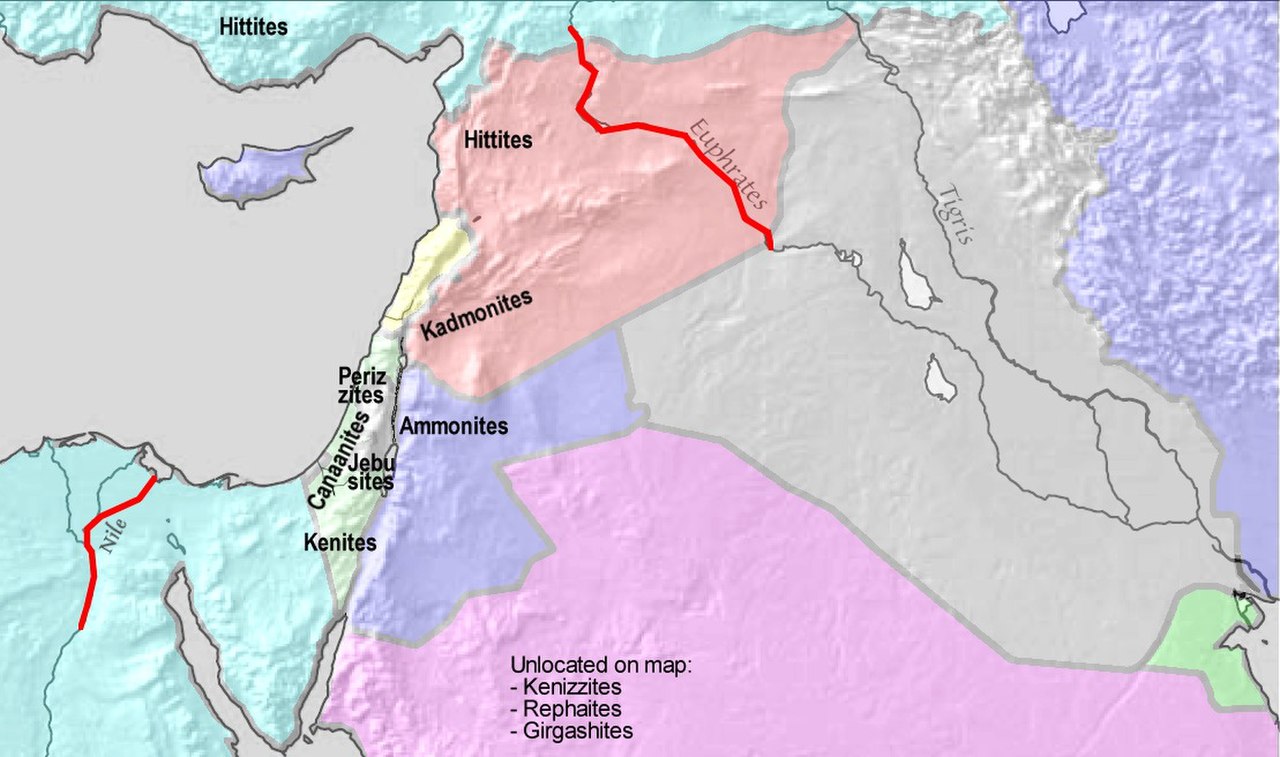 Hittites
Hittites
Euphrates
Tigris
Kadmonites
Periz
zites
Ammonites
Canaanites
Jebu
sites
Kenites
Nile
Unlocated on map:
- Kenizzites
- Rephaites
- Girgashites